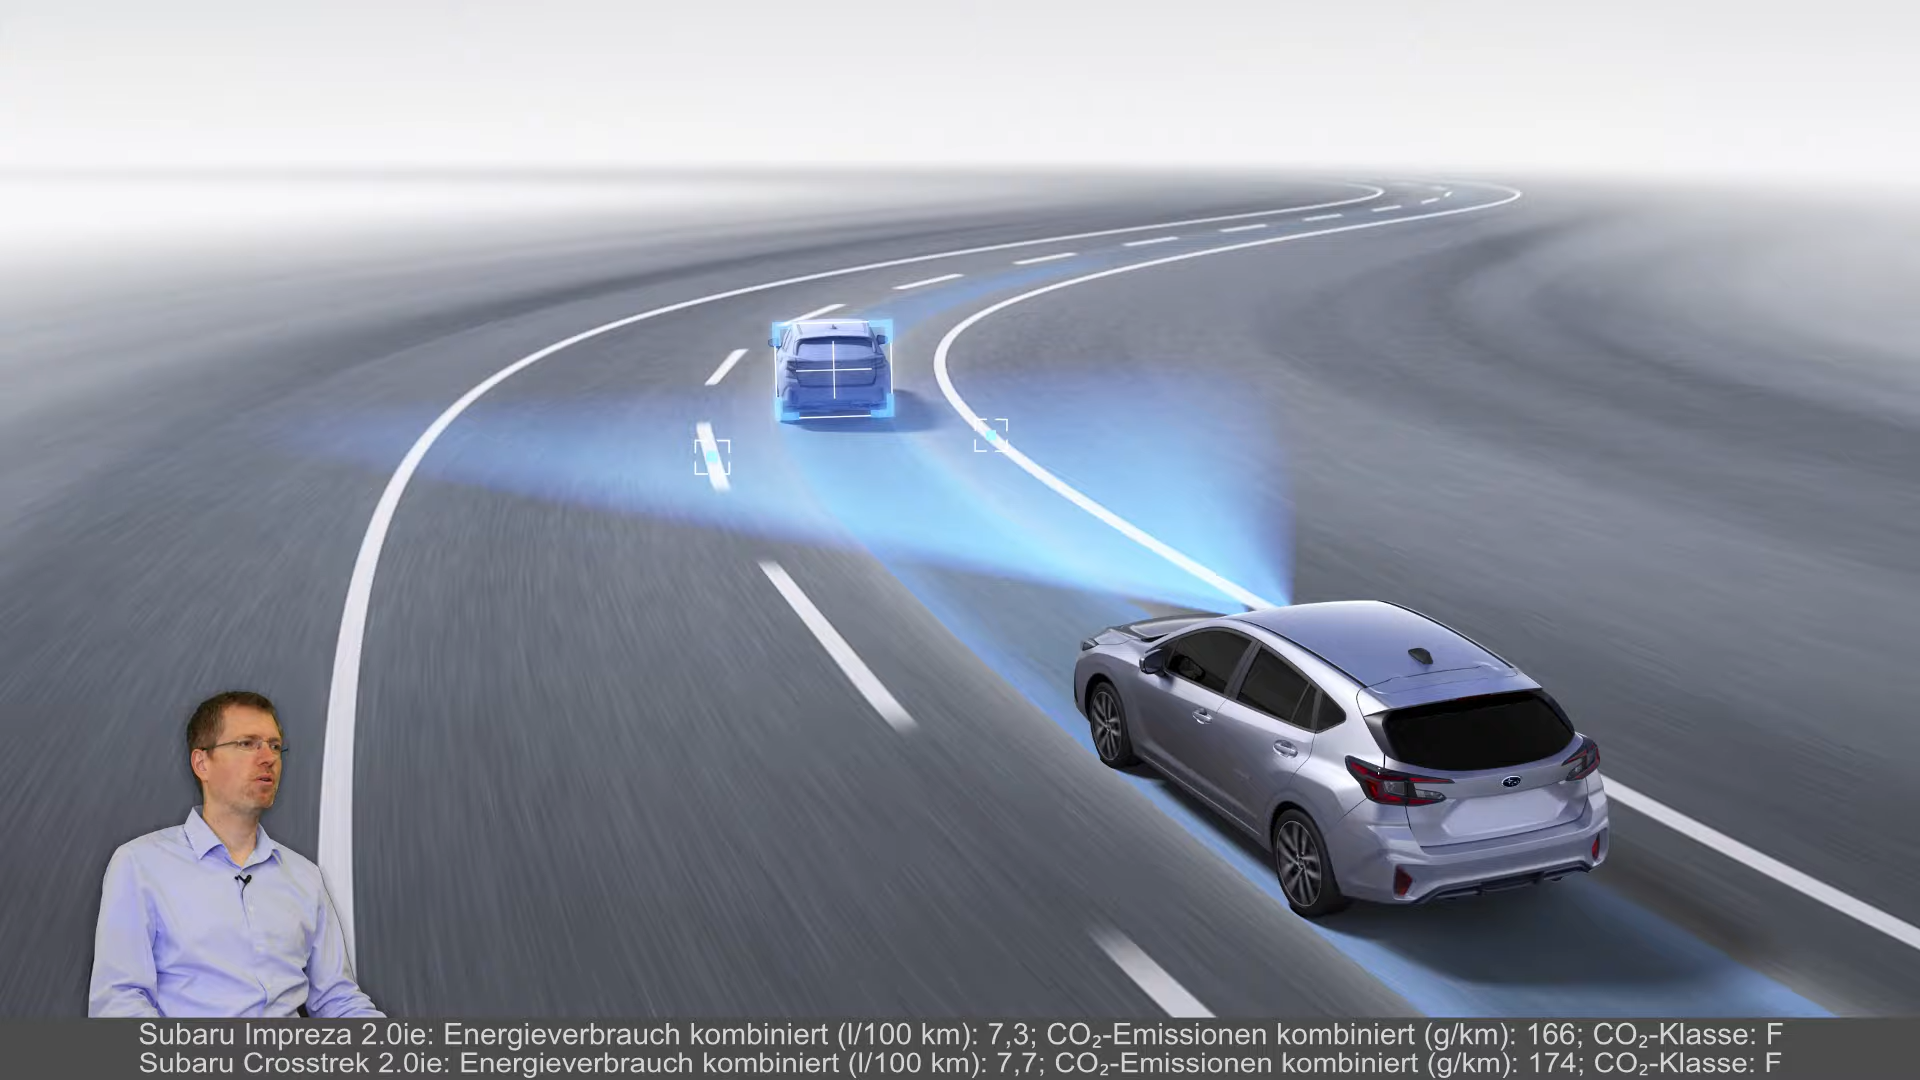 Subaru Impreza 2.0ie: Energieverbrauch kombiniert (l/100 km): 7,3; CO₂-Emissionen kombiniert (g/km): 166; CO₂-Klasse: F
Subaru Crosstrek 2.0ie: Energieverbrauch kombiniert (l/100 km): 7,7; CO₂-Emissionen kombiniert (g/km): 174; CO₂-Klasse: F